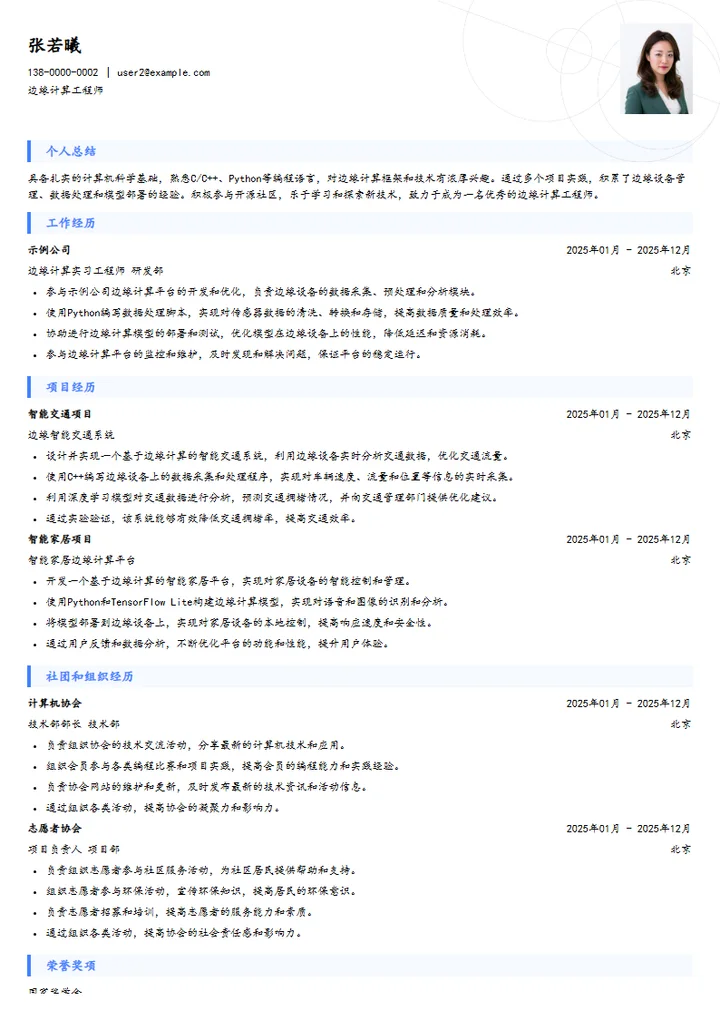 张若曦
138-0000-0002 | user2@example.com
边缘计算工程师
个人总结
具备扎实的计算机科学基础，熟悉C/C++、Python等编程语言，对边缘计算框架和技术有浓厚兴趣。通过多个项目实践，积累了边缘设备管
理、数据处理和模型部署的经验。积极参与开源社区，乐于学习和探索新技术，致力于成为一名优秀的边缘计算工程师。
工作经历
示例公司 2025年01月 - 2025年12月
边缘计算实习工程师 研发部 北京
• 参与示例公司边缘计算平台的开发和优化，负责边缘设备的数据采集、预处理和分析模块。
• 使用Python编写数据处理脚本，实现对传感器数据的清洗、转换和存储，提高数据质量和处理效率。
• 协助进行边缘计算模型的部署和测试，优化模型在边缘设备上的性能，降低延迟和资源消耗。
• 参与边缘计算平台的监控和维护，及时发现和解决问题，保证平台的稳定运行。
项目经历
智能交通项目 2025年01月 - 2025年12月
边缘智能交通系统 北京
• 设计并实现一个基于边缘计算的智能交通系统，利用边缘设备实时分析交通数据，优化交通流量。
• 使用C++编写边缘设备上的数据采集和处理程序，实现对车辆速度、流量和位置等信息的实时采集。
• 利用深度学习模型对交通数据进行分析，预测交通拥堵情况，并向交通管理部门提供优化建议。
• 通过实验验证，该系统能够有效降低交通拥堵率，提高交通效率。
智能家居项目 2025年01月 - 2025年12月
智能家居边缘计算平台 北京
• 开发一个基于边缘计算的智能家居平台，实现对家居设备的智能控制和管理。
• 使用Python和TensorFlow Lite构建边缘计算模型，实现对语音和图像的识别和分析。
• 将模型部署到边缘设备上，实现对家居设备的本地控制，提高响应速度和安全性。
• 通过用户反馈和数据分析，不断优化平台的功能和性能，提升用户体验。
社团和组织经历
计算机协会 2025年01月 - 2025年12月
技术部部长 技术部 北京
• 负责组织协会的技术交流活动，分享最新的计算机技术和应用。
• 组织会员参与各类编程比赛和项目实践，提高会员的编程能力和实践经验。
• 负责协会网站的维护和更新，及时发布最新的技术资讯和活动信息。
• 通过组织各类活动，提高协会的凝聚力和影响力。
志愿者协会 2025年01月 - 2025年12月
项目负责人 项目部 北京
• 负责组织志愿者参与社区服务活动，为社区居民提供帮助和支持。
• 组织志愿者参与环保活动，宣传环保知识，提高居民的环保意识。
• 负责志愿者招募和培训，提高志愿者的服务能力和素质。
• 通过组织各类活动，提高协会的社会责任感和影响力。
荣誉奖项